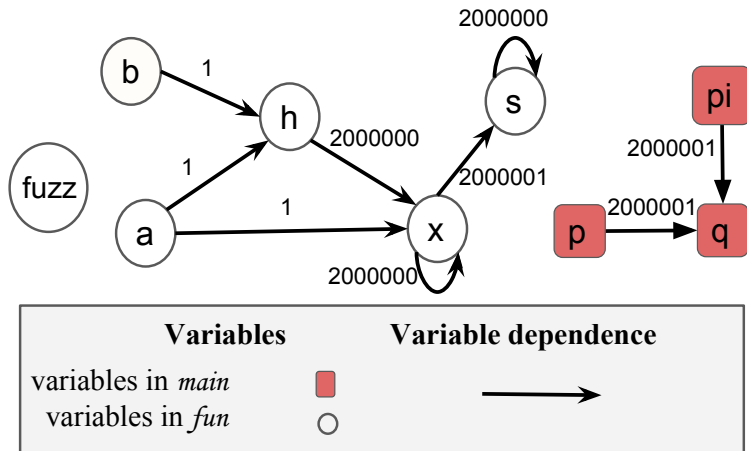 2000000
b
1
h
s
pi
2000000
2000001
1
fuzz
2000001
a
1
x
p
2000001
q
2000000
Variables
Variable dependence
variables in main
variables in fun